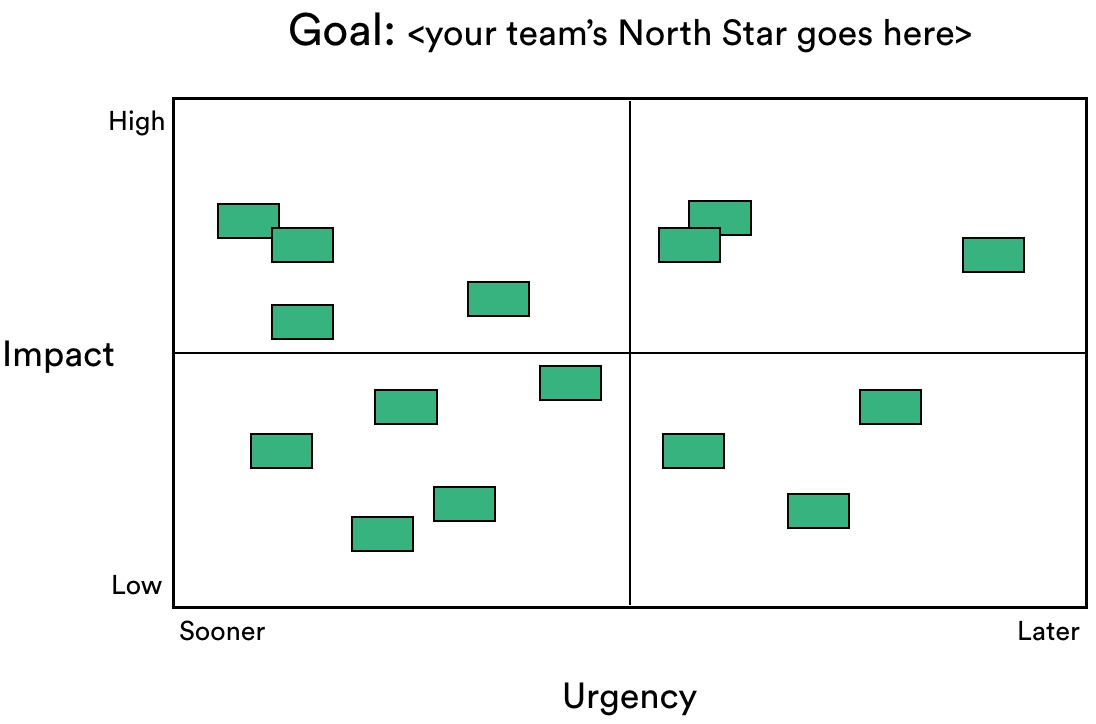 Goal: <your team’s North Star goes here>
High
Impact
Low
Sooner
Later
Urgency